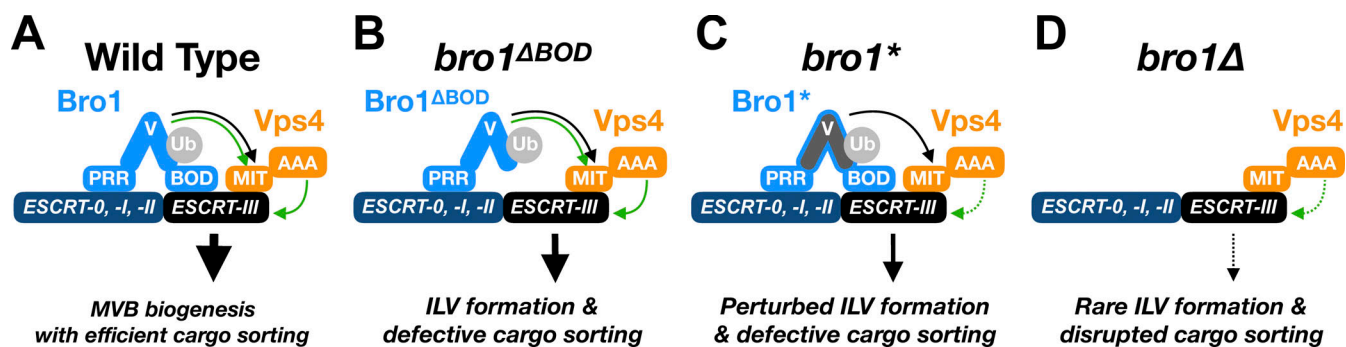 A
Wild Type
Bro1
V
Ub
Vps4
AAA
PRR
BOD
MIT
ESCRT-0, -I, -II
ESCRT-III
MVB biogenesis
with efficient cargo sorting
B
bro1ΔBOD
Bro1ΔBOD
V
Ub
Vps4
AAA
PRR
MIT
ESCRT-0, -I, -II
ESCRT-III
ILV formation &
defective cargo sorting
C
bro1*
Bro1*
V
Ub
Vps4
AAA
PRR
BOD
MIT
ESCRT-0, -I, -II
ESCRT-III
Perturbed ILV formation
& defective cargo sorting
D
bro1Δ
Vps4
AAA
MIT
ESCRT-0, -I, -II
ESCRT-III
Rare ILV formation &
disrupted cargo sorting